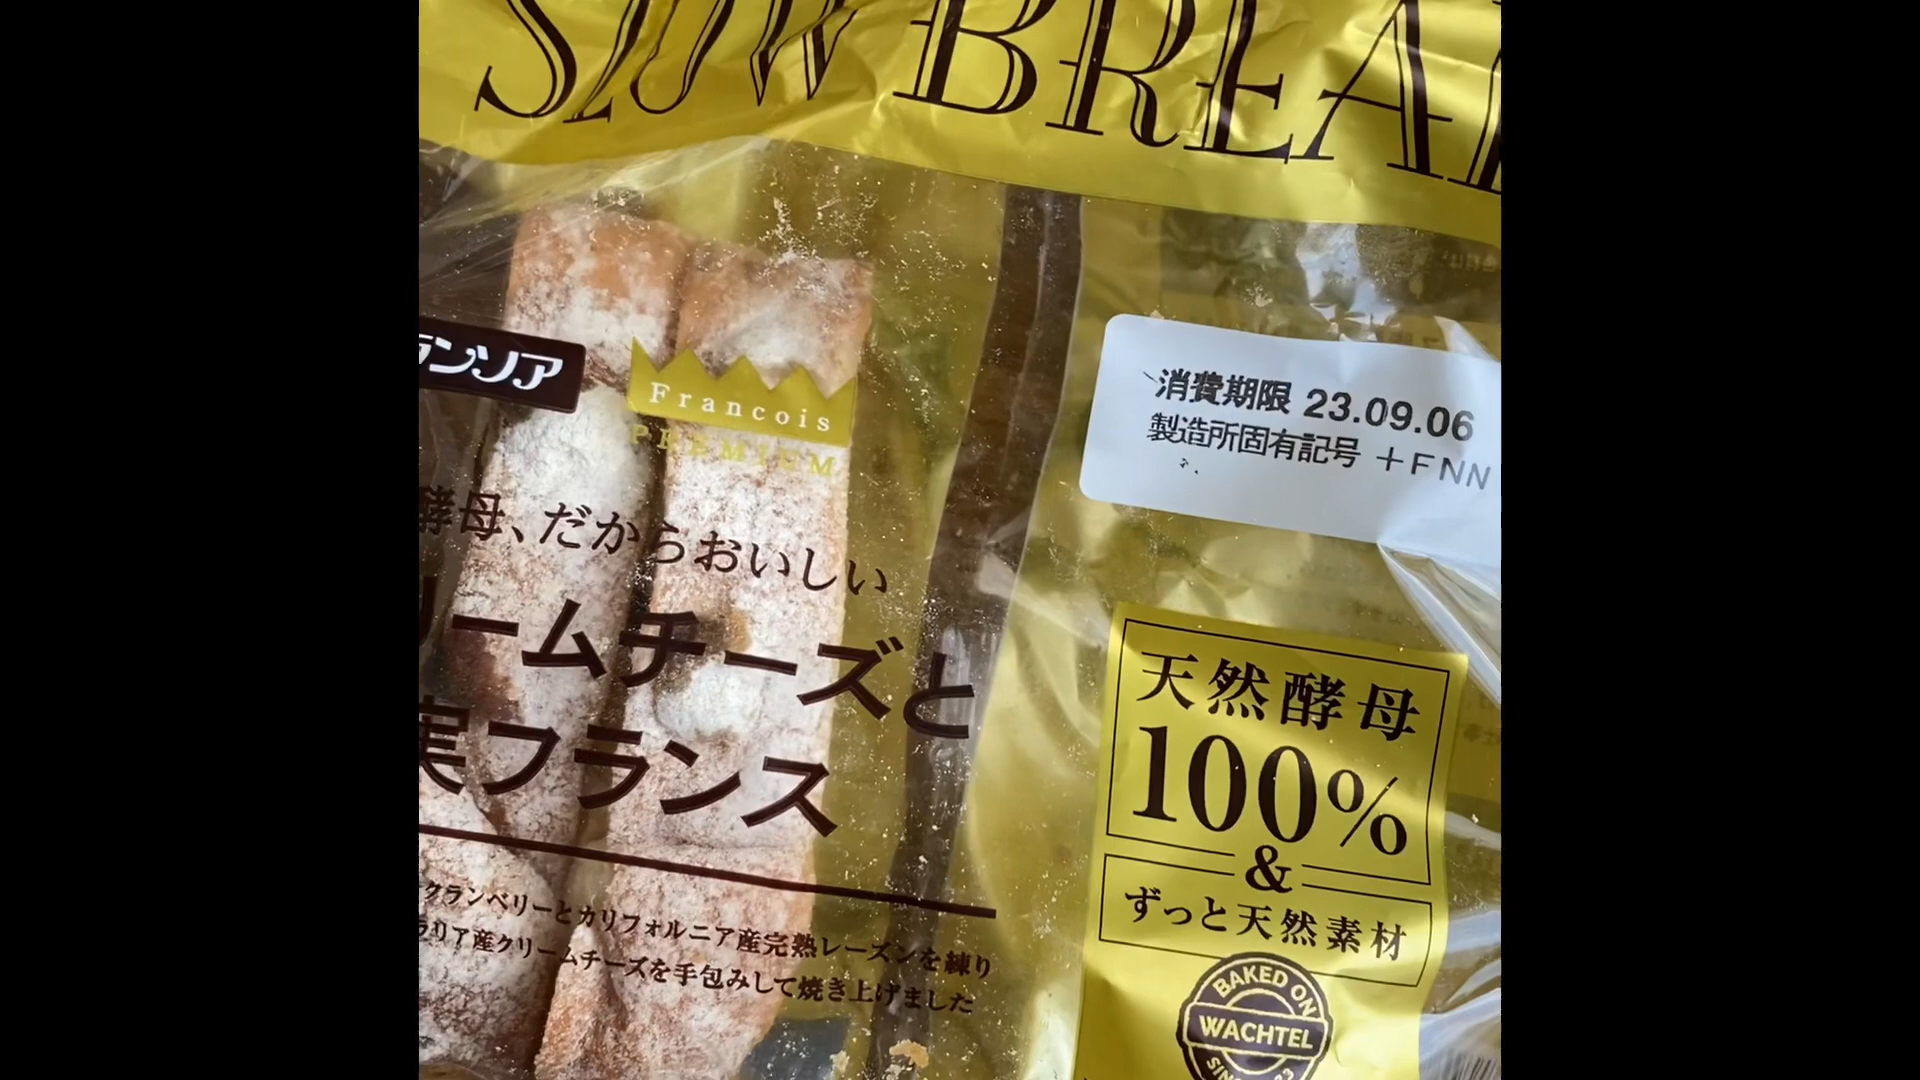 SLOW BREA
ランソア
Francois
PREMIUM
消費期限 23.09.06
製造所固有記号 +FNN
酵母、だからおいしい
リームチーズと
実フランス
クランベリーとカリフォルニア産完熟レーズンを練り
ラリア産クリームチーズを手包みして焼き上げました
天然酵母
100%
&
ずっと天然素材
BAKED ON
WACHTEL